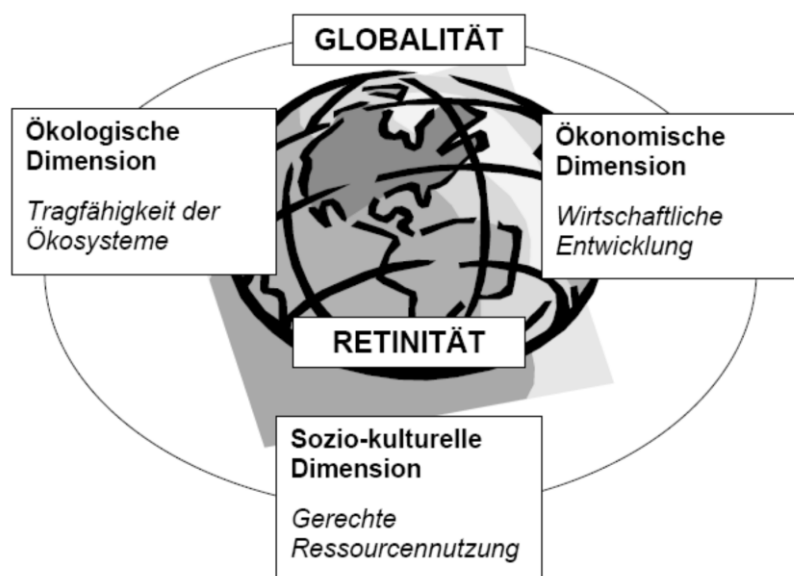 GLOBALITÄT
Ökologische
Dimension
Tragfähigkeit der
Ökosysteme
Ökonomische
Dimension
Wirtschaftliche
Entwicklung
RETINITÄT
Sozio-kulturelle
Dimension
Gerechte
Ressourcennutzung